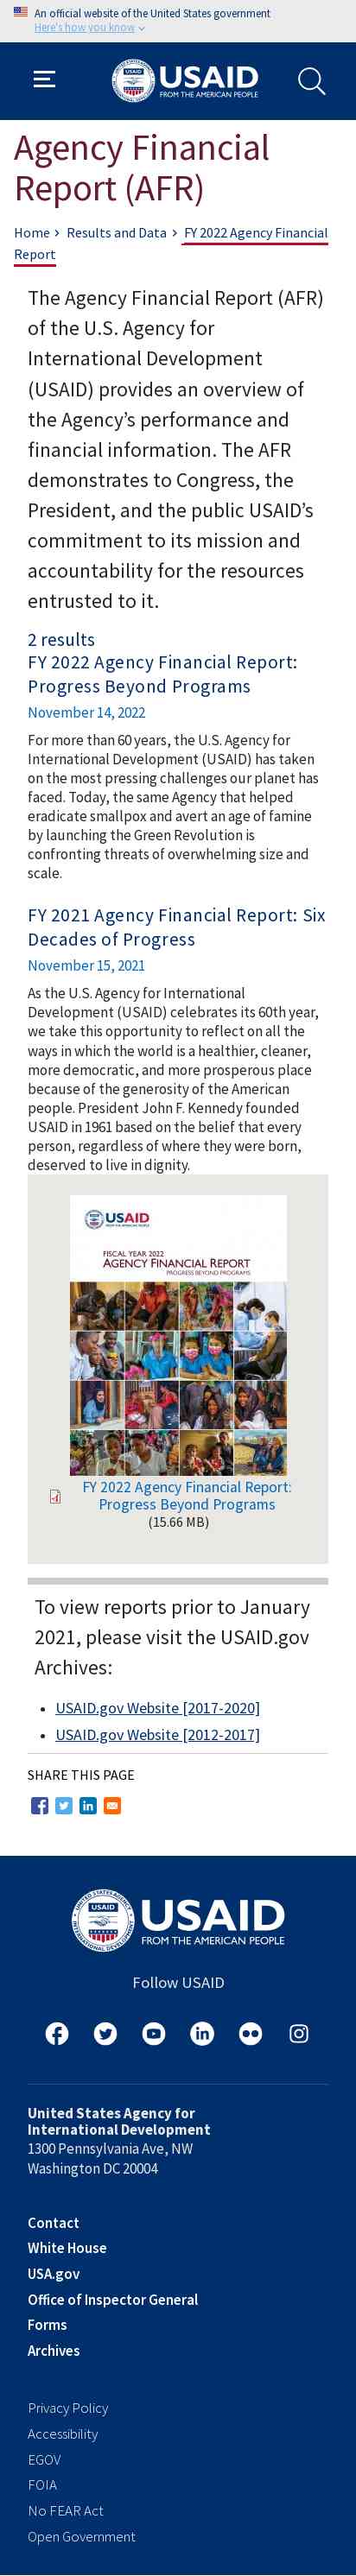 An official website of the United States government
Here's how you know
USAID
FROM THE AMERICAN PEOPLE
Agency Financial
Report (AFR)
Home > Results and Data > FY 2022 Agency Financial
Report
The Agency Financial Report (AFR)
of the U.S. Agency for
International Development
(USAID) provides an overview of
the Agency’s performance and
financial information. The AFR
demonstrates to Congress, the
President, and the public USAID’s
commitment to its mission and
accountability for the resources
entrusted to it.
2 results
FY 2022 Agency Financial Report:
Progress Beyond Programs
November 14, 2022
For more than 60 years, the U.S. Agency for
International Development (USAID) has taken
on the most pressing challenges our planet has
faced. Today, the same Agency that helped
eradicate smallpox and avert an age of famine
by launching the Green Revolution is
confronting threats of overwhelming size and
scale.
FY 2021 Agency Financial Report: Six
Decades of Progress
November 15, 2021
As the U.S. Agency for International
Development (USAID) celebrates its 60th year,
we take this opportunity to reflect on all the
ways in which the world is a healthier, cleaner,
more democratic, and more prosperous place
because of the generosity of the American
people. President John F. Kennedy founded
USAID in 1961 based on the belief that every
person, regardless of where they were born,
deserved to live in dignity.
USAID
FROM THE AMERICAN PEOPLE
FISCAL YEAR 2022
AGENCY FINANCIAL REPORT
PROGRESS BEYOND PROGRAMS
FY 2022 Agency Financial Report:
Progress Beyond Programs
(15.66 MB)
To view reports prior to January
2021, please visit the USAID.gov
Archives:
• USAID.gov Website [2017-2020]
• USAID.gov Website [2012-2017]
SHARE THIS PAGE
USAID
FROM THE AMERICAN PEOPLE
Follow USAID
United States Agency for
International Development
1300 Pennsylvania Ave, NW
Washington DC 20004
Contact
White House
USA.gov
Office of Inspector General
Forms
Archives
Privacy Policy
Accessibility
EGOV
FOIA
No FEAR Act
Open Government